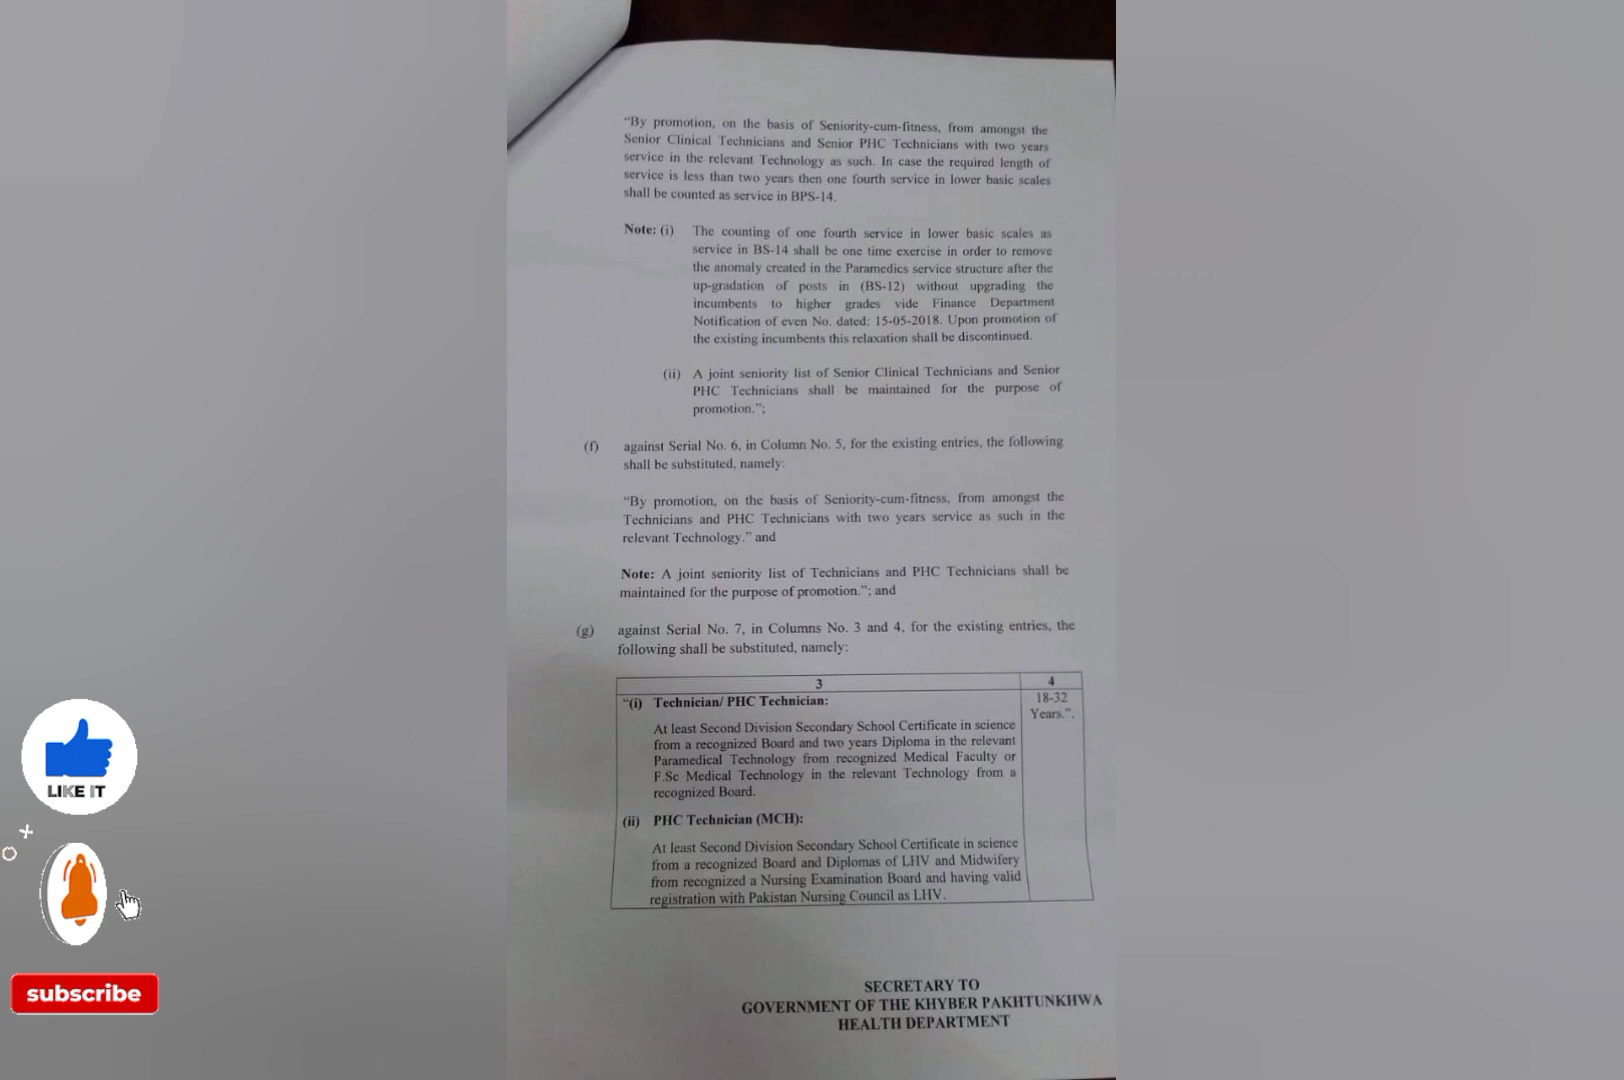 “By promotion, on the basis of Seniority-cum-fitness, from amongst the
Senior Clinical Technicians and Senior PHC Technicians with two years
service in the relevant Technology as such. In case the required length of
service is less than two years then one fourth service in lower basic scales
shall be counted as service in BPS-14.
Note: (i) The counting of one fourth service in lower basic scales as
service in BS-14 shall be one time exercise in order to remove
the anomaly created in the Paramedics service structure after the
up-gradation of posts in (BS-12) without upgrading the
incumbents to higher grades vide Finance Department
Notification of even No. dated: 15-05-2018. Upon promotion of
the existing incumbents this relaxation shall be discontinued.
(ii) A joint seniority list of Senior Clinical Technicians and Senior
PHC Technicians shall be maintained for the purpose of
promotion.”;
(f) against Serial No. 6, in Column No. 5, for the existing entries, the following
shall be substituted, namely:
“By promotion, on the basis of Seniority-cum-fitness, from amongst the
Technicians and PHC Technicians with two years service as such in the
relevant Technology.” and
Note: A joint seniority list of Technicians and PHC Technicians shall be
maintained for the purpose of promotion.”; and
(g) against Serial No. 7, in Columns No. 3 and 4, for the existing entries, the
following shall be substituted, namely:
3 4
“(i) Technician/ PHC Technician: 18-32
Years.”.
At least Second Division Secondary School Certificate in science
from a recognized Board and two years Diploma in the relevant
Paramedical Technology from recognized Medical Faculty or
F.Sc Medical Technology in the relevant Technology from a
recognized Board.
(ii) PHC Technician (MCH):
At least Second Division Secondary School Certificate in science
from a recognized Board and Diplomas of LHV and Midwifery
from recognized a Nursing Examination Board and having valid
registration with Pakistan Nursing Council as LHV.
SECRETARY TO
GOVERNMENT OF THE KHYBER PAKHTUNKHWA
HEALTH DEPARTMENT
LIKE IT
subscribe